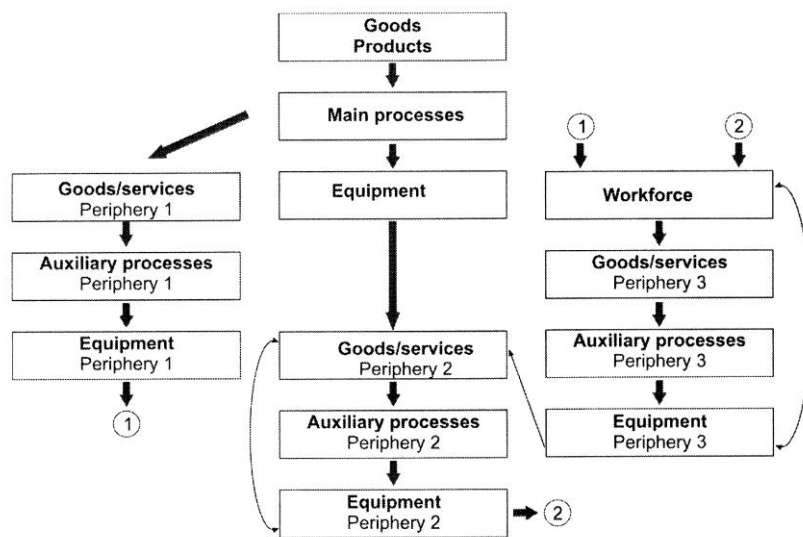 Goods
Products
Main processes
Equipment
Goods/services
Periphery 1
Auxiliary processes
Periphery 1
Equipment
Periphery 1
1
Goods/services
Periphery 2
Auxiliary processes
Periphery 2
Equipment
Periphery 2
2
1
2
Workforce
Goods/services
Periphery 3
Auxiliary processes
Periphery 3
Equipment
Periphery 3